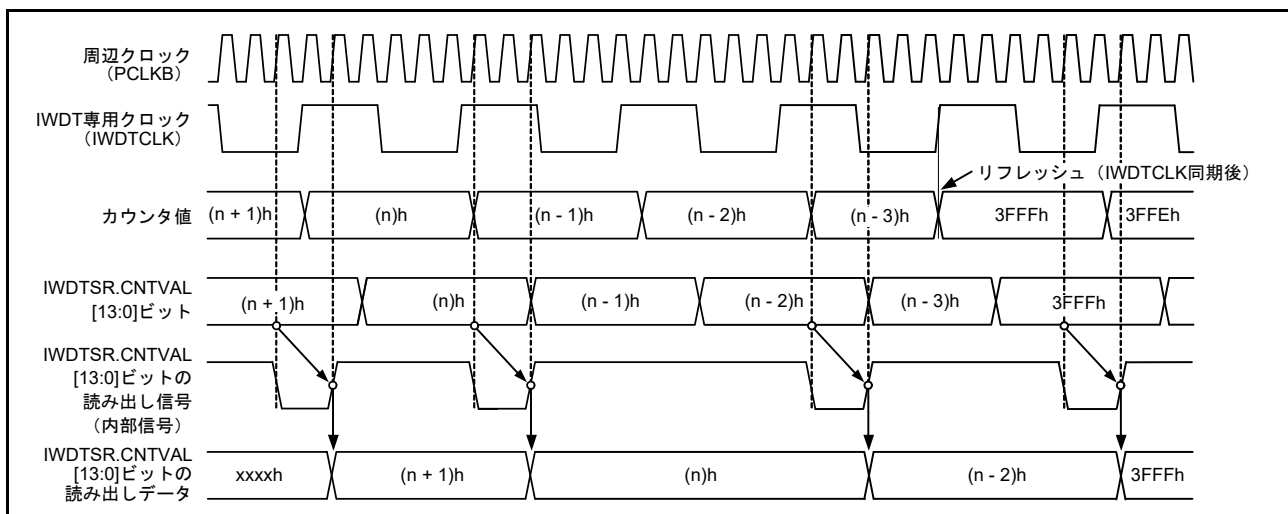 周辺クロック
（PCLKB）
IWDT専用クロック
（IWDTCLK）
リフレッシュ（IWDTCLK同期後）
カウンタ値
(n + 1)h
(n)h
(n - 1)h
(n - 2)h
(n - 3)h
3FFFh
3FFEh
IWDTSR.CNTVAL
[13:0]ビット
(n + 1)h
(n)h
(n - 1)h
(n - 2)h
(n - 3)h
3FFFh
IWDTSR.CNTVAL
[13:0]ビットの
読み出し信号
（内部信号）
IWDTSR.CNTVAL
[13:0]ビットの
読み出しデータ
xxxxh
(n + 1)h
(n)h
(n - 2)h
3FFFh